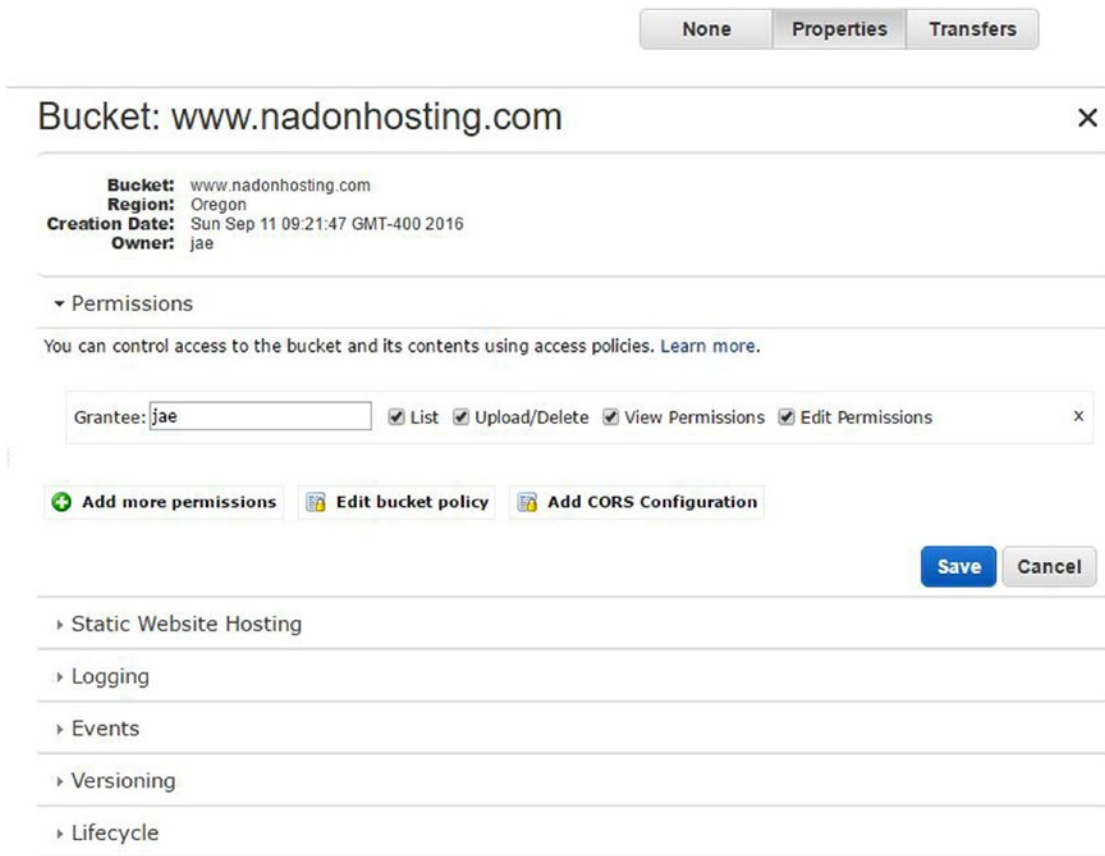 None Properties Transfers
Bucket: www.nadonhosting.com ×
Bucket: www.nadonhosting.com
Region: Oregon
Creation Date: Sun Sep 11 09:21:47 GMT-400 2016
Owner: jae
Permissions
You can control access to the bucket and its contents using access policies. Learn more.
Grantee: jae List Upload/Delete View Permissions Edit Permissions x
Add more permissions Edit bucket policy Add CORS Configuration
Save Cancel
Static Website Hosting
Logging
Events
Versioning
Lifecycle